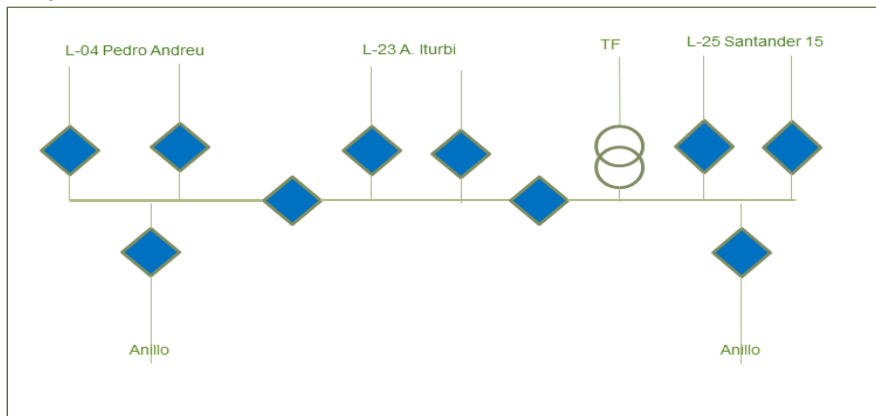 L-04 Pedro Andreu
L-23 A. Iturbi
TF
L-25 Santander 15
Anillo
Anillo